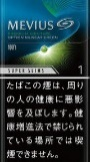 MEVIUS
100's
SUPER SLIMS 1
たばこの煙は、周り
の人の健康に悪影
響を及ぼします。健
康増進法で禁じられ
ている場所では喫
煙できません。